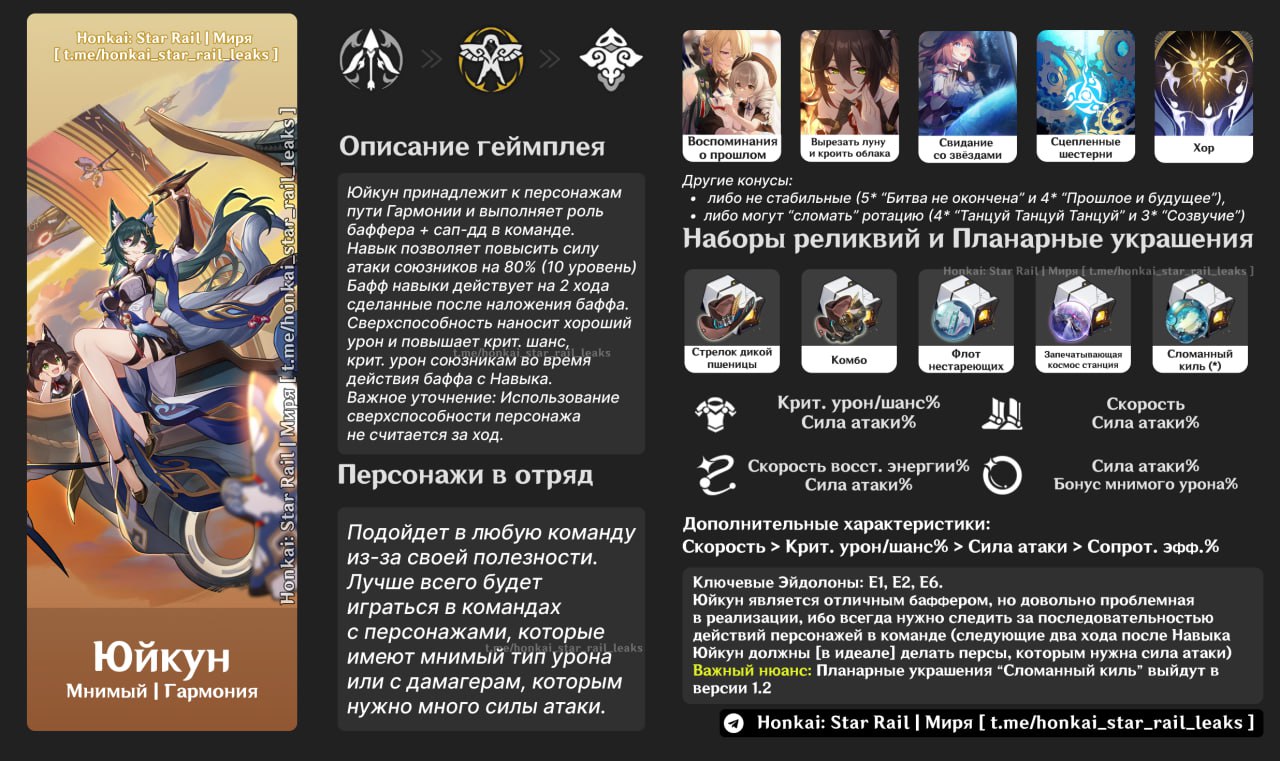 Honkai: Star Rail | Миря
[ t.me/honkai_star_rail_leaks ]
Honkai: Star Rail | Миря [ t.me/honkai_star_rail_leaks ]
Юйкун
Мнимый | Гармония
Описание геймплея
Юйкун принадлежит к персонажам
пути Гармонии и выполняет роль
баффера + сап-дд в команде.
Навык позволяет повысить силу
атаки союзников на 80% (10 уровень)
Бафф навыки действует на 2 хода
сделанные после наложения баффа.
Сверхспособность наносит хороший
урон и повышает крит. шанс,
крит. урон союзникам во время
t.me/honkai_star_rail_leaks
действия баффа с Навыка.
Важное уточнение: Использование
сверхспособности персонажа
не считается за ход.
Персонажи в отряд
Подойдет в любую команду
из-за своей полезности.
Лучше всего будет
играться в командах
с персонажами, которые
t.me/honkai_star_rail_leaks
имеют мнимый тип урона
или с дамагерам, которым
нужно много силы атаки.
Воспоминания
о прошлом
Вырезать луну
и кроить облака
Свидание
со звёздами
Сцепленные
шестерни
Хор
Другие конусы:
• либо не стабильные (5* “Битва не окончена” и 4* “Прошлое и будущее”),
• либо могут “сломать” ротацию (4* “Танцуй Танцуй Танцуй” и 3* “Созвучие”)
Наборы реликвий и Планарные украшения
Honkai: Star Rail | Миря [ t.me/honkai_star_rail_leaks ]
Стрелок дикой
пшеницы
Комбо
Флот
нестареющих
Запечатывающая
космос станция
Сломанный
киль (*)
Крит. урон/шанс%
Сила атаки%
Скорость
Сила атаки%
Скорость восст. энергии%
Сила атаки%
Сила атаки%
Бонус мнимого урона%
Дополнительные характеристики:
Скорость > Крит. урон/шанс% > Сила атаки > Сопрот. эфф.%
Ключевые Эйдолоны: E1, E2, E6.
Юйкун является отличным баффером, но довольно проблемная
в реализации, ибо всегда нужно следить за последовательностью
действий персонажей в команде (следующие два хода после Навыка
Юйкун должны [в идеале] делать персы, которым нужна сила атаки)
Важный нюанс: Планарные украшения “Сломанный киль” выйдут в
версии 1.2
Honkai: Star Rail | Миря [ t.me/honkai_star_rail_leaks ]